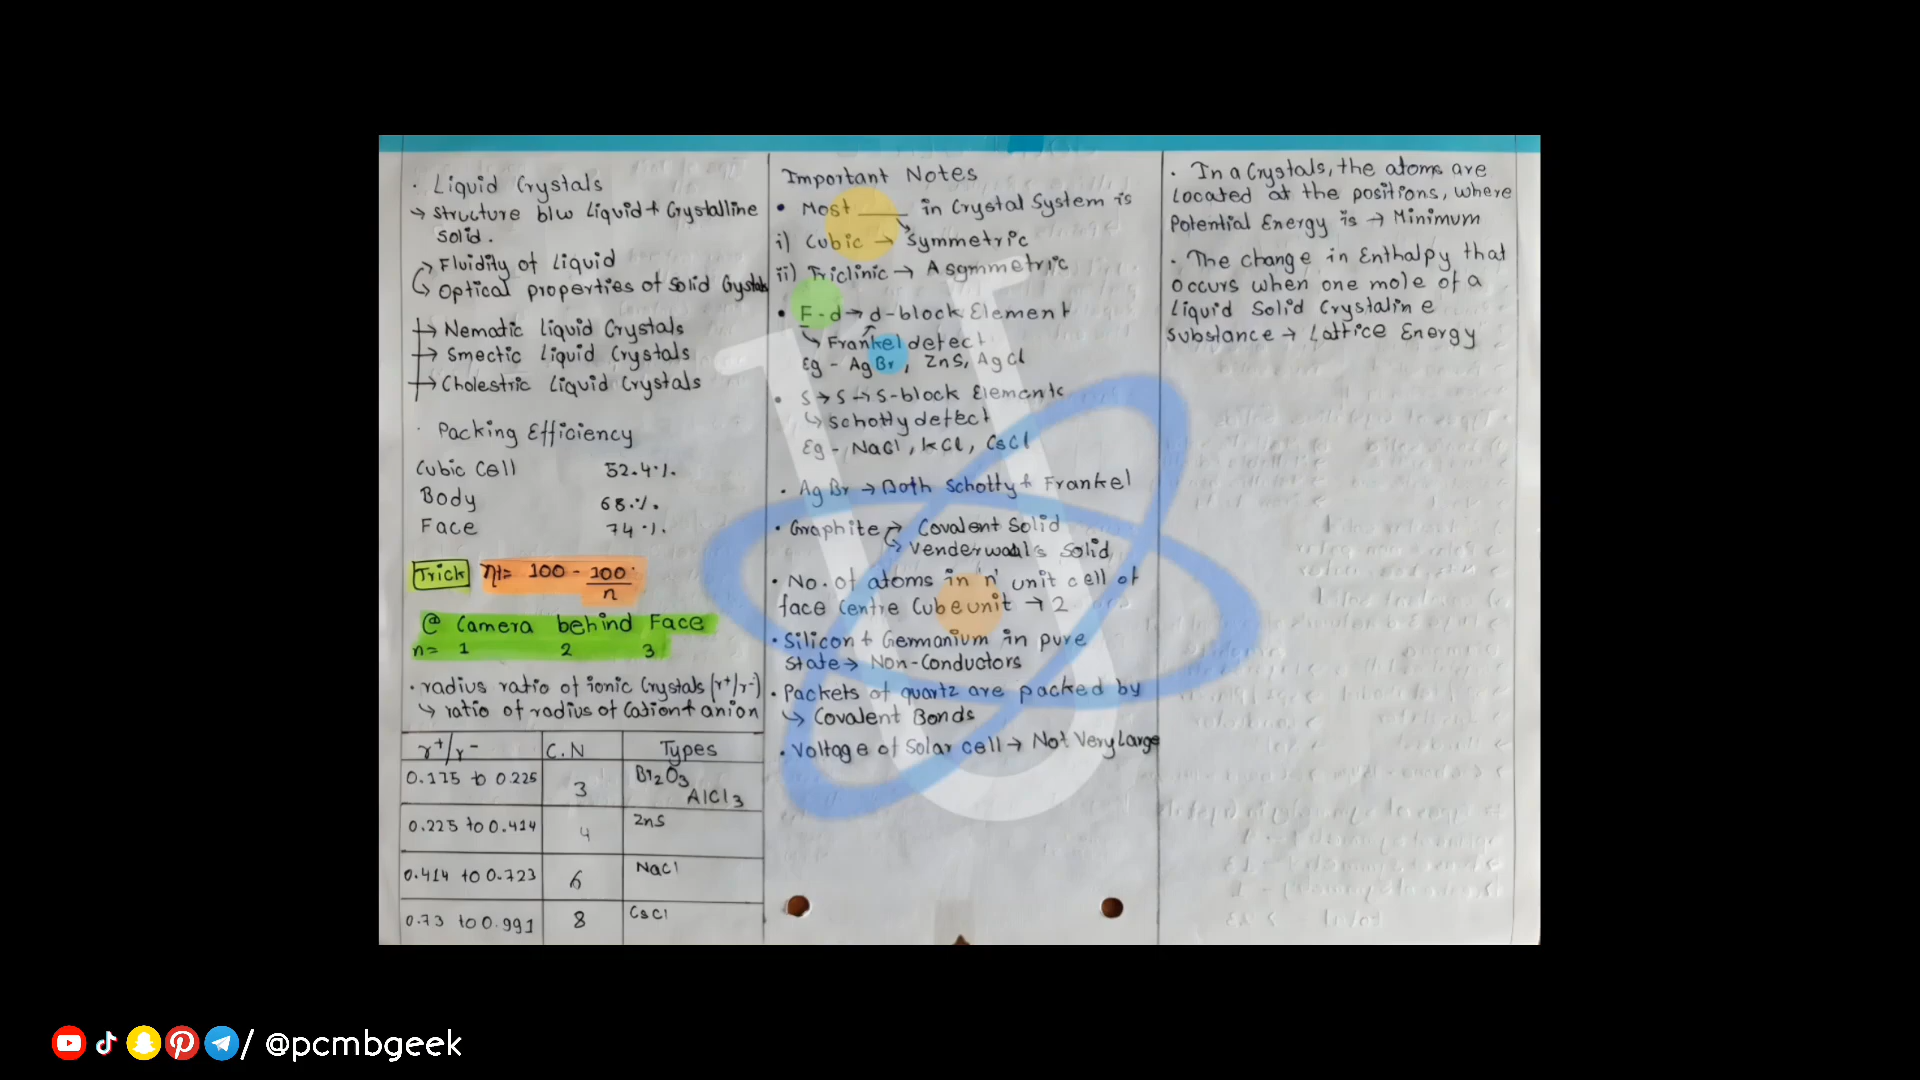 · Liquid Crystals
→ Structure b/w Liquid + Crystalline
Solid.
→ Fluidity of Liquid
→ Optical properties of Solid Crystals
→ Nematic liquid Crystals
→ Smectic liquid Crystals
→ Cholestric liquid Crystals
· Packing Efficiency
Cubic Cell 52.4%.
Body 68.%.
Face 74%.
Trick η = 100 - 100/n
@ Camera behind Face
n= 1 2 3
· radius ratio of ionic Crystals (r+/r-)
↳ ratio of radius of Cation + anion
r+/r- C.N Types
0.155 to 0.225 3 Br2O3
AlCl3
0.225 to 0.414 4 ZnS
0.414 to 0.723 6 NaCl
0.73 to 0.991 8 CsCl
Important Notes
• Most ____ in Crystal System is
i) Cubic → Symmetric
ii) Triclinic → Asymmetric
• F-d → d-block Element
↳ Frankel defect
Eg - AgBr, ZnS, AgCl
• S → S → S-block Elements
↳ Schotty defect
Eg - NaCl, KCl, CsCl
· AgBr → Both Schotty + Frankel
· Graphite → Covalent Solid
↳ Venderwaal's Solid
· No. of atoms in 'n' unit cell of
face Centre Cube unit → 2
· Silicon + Germanium in pure
state → Non-Conductors
· Packets of quartz are packed by
↳ Covalent Bonds
· Voltage of Solar cell → Not Very Large
· In a Crystals, the atoms are
located at the positions, where
Potential Energy is → Minimum
· The change in Enthalpy that
occurs when one mole of a
liquid Solid Crystaline
Substance → Lattice Energy
/ @pcmbgeek